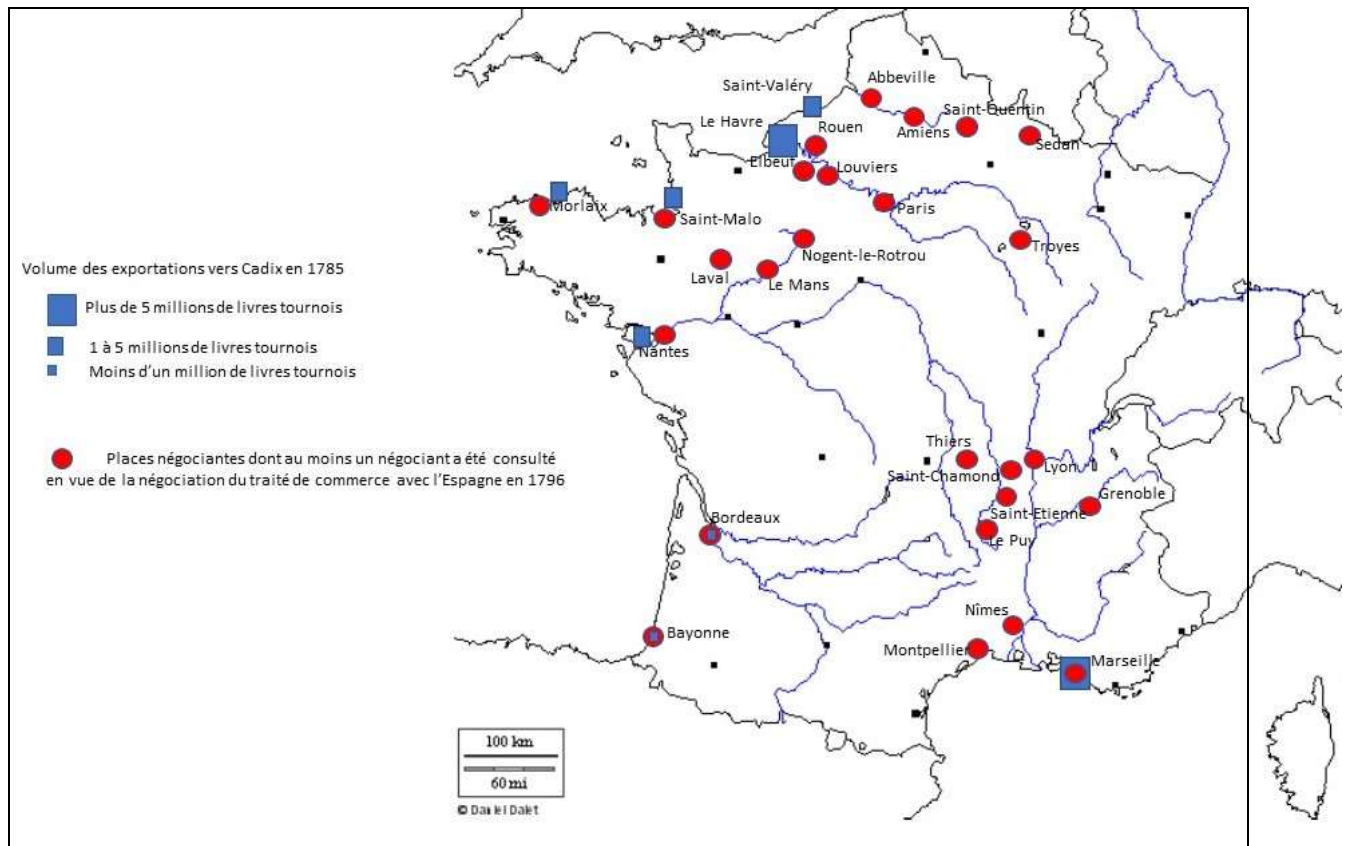 Abbeville
Saint-Valéry
Saint-Quentin
Le Havre
Rouen
Amiens
Sedan
Elbeuf
Louviers
Morlaix
Paris
Saint-Malo
Troyes
Nogent-le-Rotrou
Laval
Le Mans
Volume des exportations vers Cadix en 1785
Plus de 5 millions de livres tournois
1 à 5 millions de livres tournois
Nantes
Moins d'un million de livres tournois
Thiers
Places négociantes dont au moins un négociant a été consulté
en vue de la négociation du traité de commerce avec l'Espagne en 1796
Lyon
Saint-Chamond
Grenoble
Saint-Etienne
Bordeaux
Le Puy
Nîmes
Bayonne
Montpellier
Marseille
100 km
60 mi
© Daniel Dalet